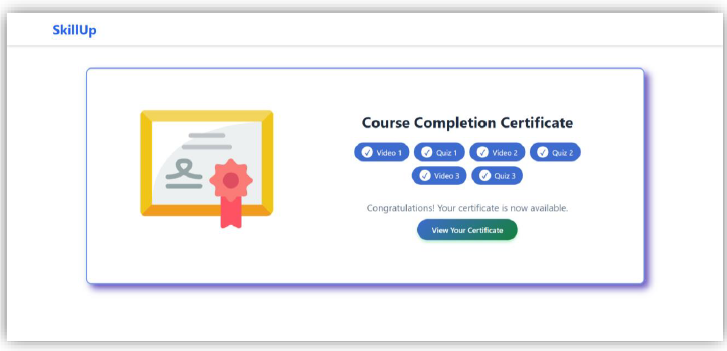 SkillUp
Course Completion Certificate
Video 1 Quiz 1 Video 2 Quiz 2
Video 3 Quiz 3
Congratulations! Your certificate is now available.
View Your Certificate